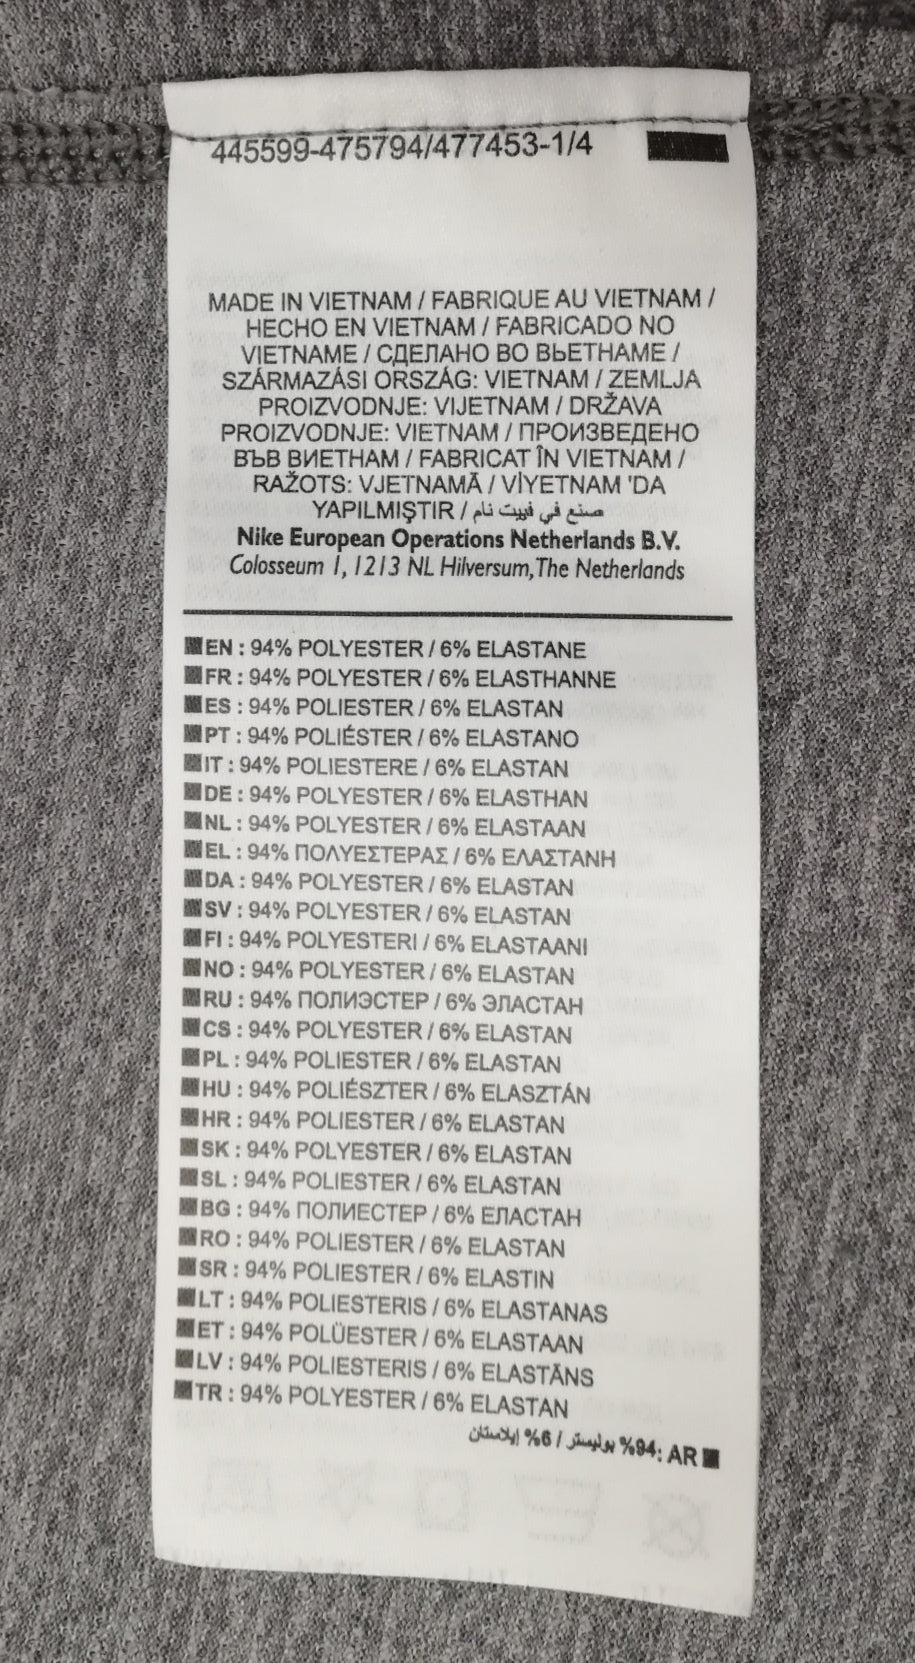 445599-475794/477453-1/4
MADE IN VIETNAM / FABRIQUE AU VIETNAM /
HECHO EN VIETNAM / FABRICADO NO
VIETNAME / СДЕЛАНО ВО ВЬЕТНАМЕ /
SZÁRMAZÁSI ORSZÁG: VIETNAM / ZEMLJA
PROIZVODNJE: VIJETNAM / DRŽAVA
PROIZVODNJE: VIETNAM / ПРОИЗВЕДЕНО
ВЪВ ВИЕТНАМ / FABRICAT ÎN VIETNAM /
RAŽOTS: VJETNAMĀ / VİYETNAM 'DA
YAPILMIŞTIR / صنع في فييت نام
Nike European Operations Netherlands B.V.
Colosseum 1, 1213 NL Hilversum, The Netherlands
EN : 94% POLYESTER / 6% ELASTANE
FR : 94% POLYESTER / 6% ELASTHANNE
ES : 94% POLIESTER / 6% ELASTAN
PT : 94% POLIÉSTER / 6% ELASTANO
IT : 94% POLIESTERE / 6% ELASTAN
DE : 94% POLYESTER / 6% ELASTHAN
NL : 94% POLYESTER / 6% ELASTAAN
EL : 94% ΠΟΛΥΕΣΤΕΡΑΣ / 6% ΕΛΑΣΤΑΝΗ
DA : 94% POLYESTER / 6% ELASTAN
SV : 94% POLYESTER / 6% ELASTAN
FI : 94% POLYESTERI / 6% ELASTAANI
NO : 94% POLYESTER / 6% ELASTAN
RU : 94% ПОЛИЭСТЕР / 6% ЭЛАСТАН
CS : 94% POLYESTER / 6% ELASTAN
PL : 94% POLIESTER / 6% ELASTAN
HU : 94% POLIÉSZTER / 6% ELASZTÁN
HR : 94% POLIESTER / 6% ELASTAN
SK : 94% POLYESTER / 6% ELASTAN
SL : 94% POLIESTER / 6% ELASTAN
BG : 94% ПОЛИЕСТЕР / 6% ЕЛАСТАН
RO : 94% POLIESTER / 6% ELASTAN
SR : 94% POLIESTER / 6% ELASTIN
LT : 94% POLIESTERIS / 6% ELASTANAS
ET : 94% POLÜESTER / 6% ELASTAAN
LV : 94% POLIESTERIS / 6% ELASTĀNS
TR : 94% POLYESTER / 6% ELASTAN
AR :94% بوليستر / 6% إيلاستان